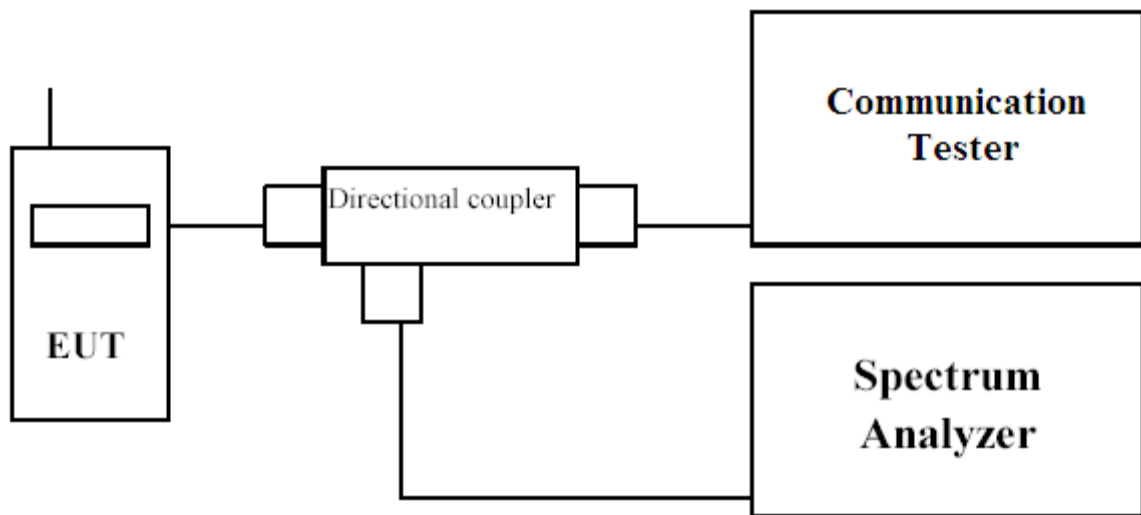 Communication
Tester
Directional coupler
EUT
Spectrum
Analyzer